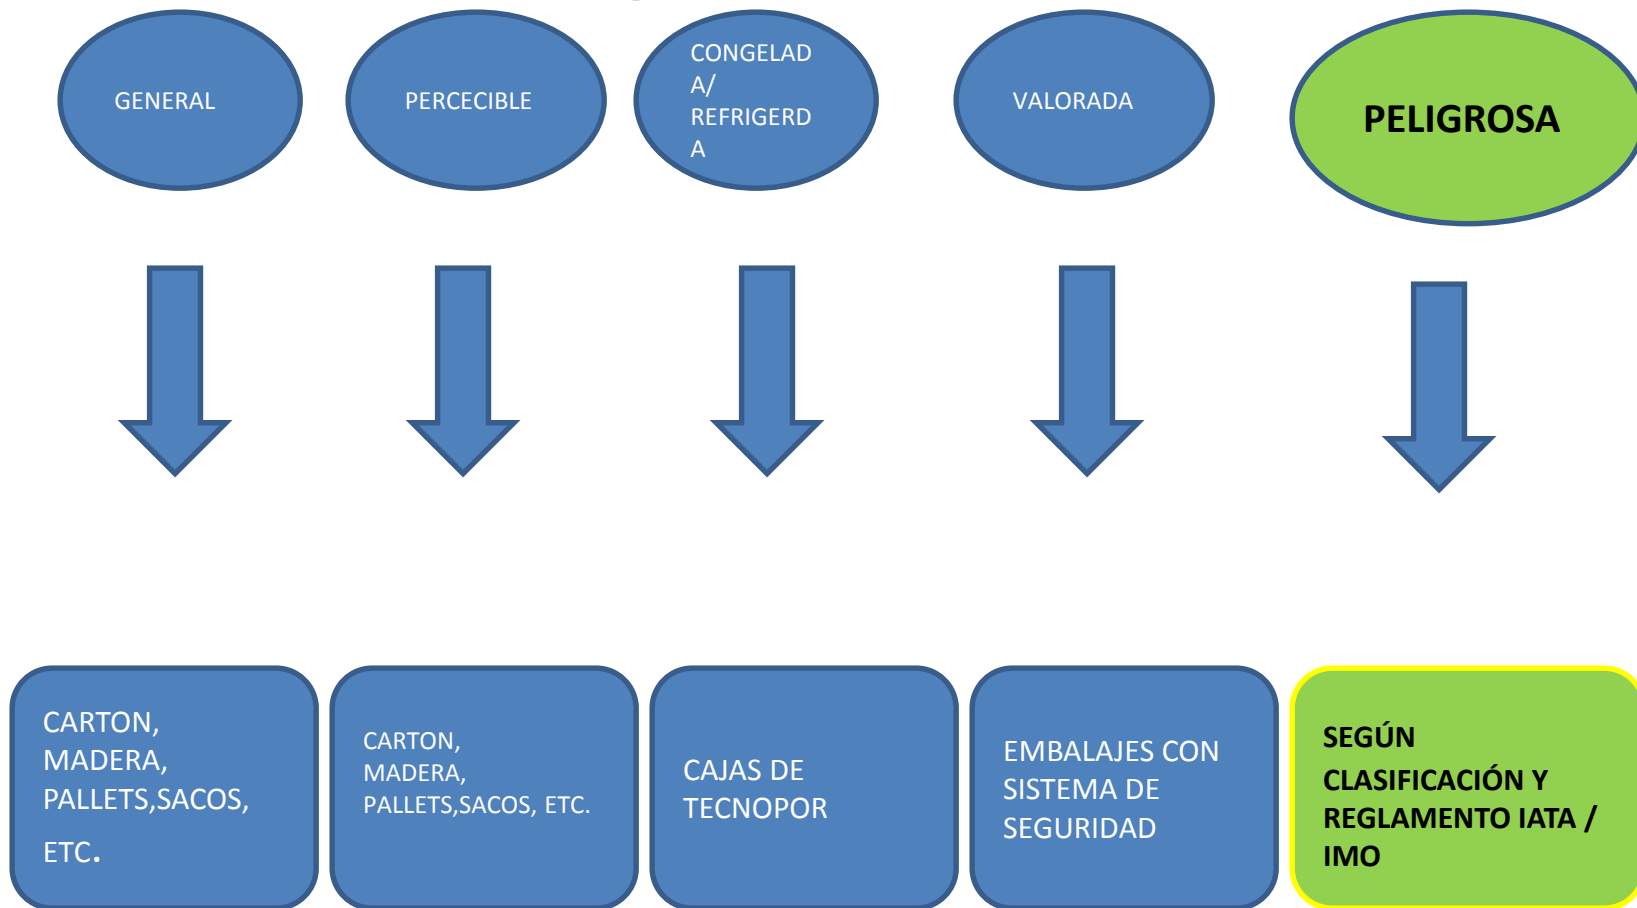 GENERAL
PERCECIBLE
CONGELAD
A/
REFRIGERD
A
VALORADA
PELIGROSA
CARTON,
MADERA,
PALLETS,SACOS,
ETC.
CARTON,
MADERA,
PALLETS,SACOS, ETC.
CAJAS DE
TECNOPOR
EMBALAJES CON
SISTEMA DE
SEGURIDAD
SEGÚN
CLASIFICACIÓN Y
REGLAMENTO IATA /
IMO